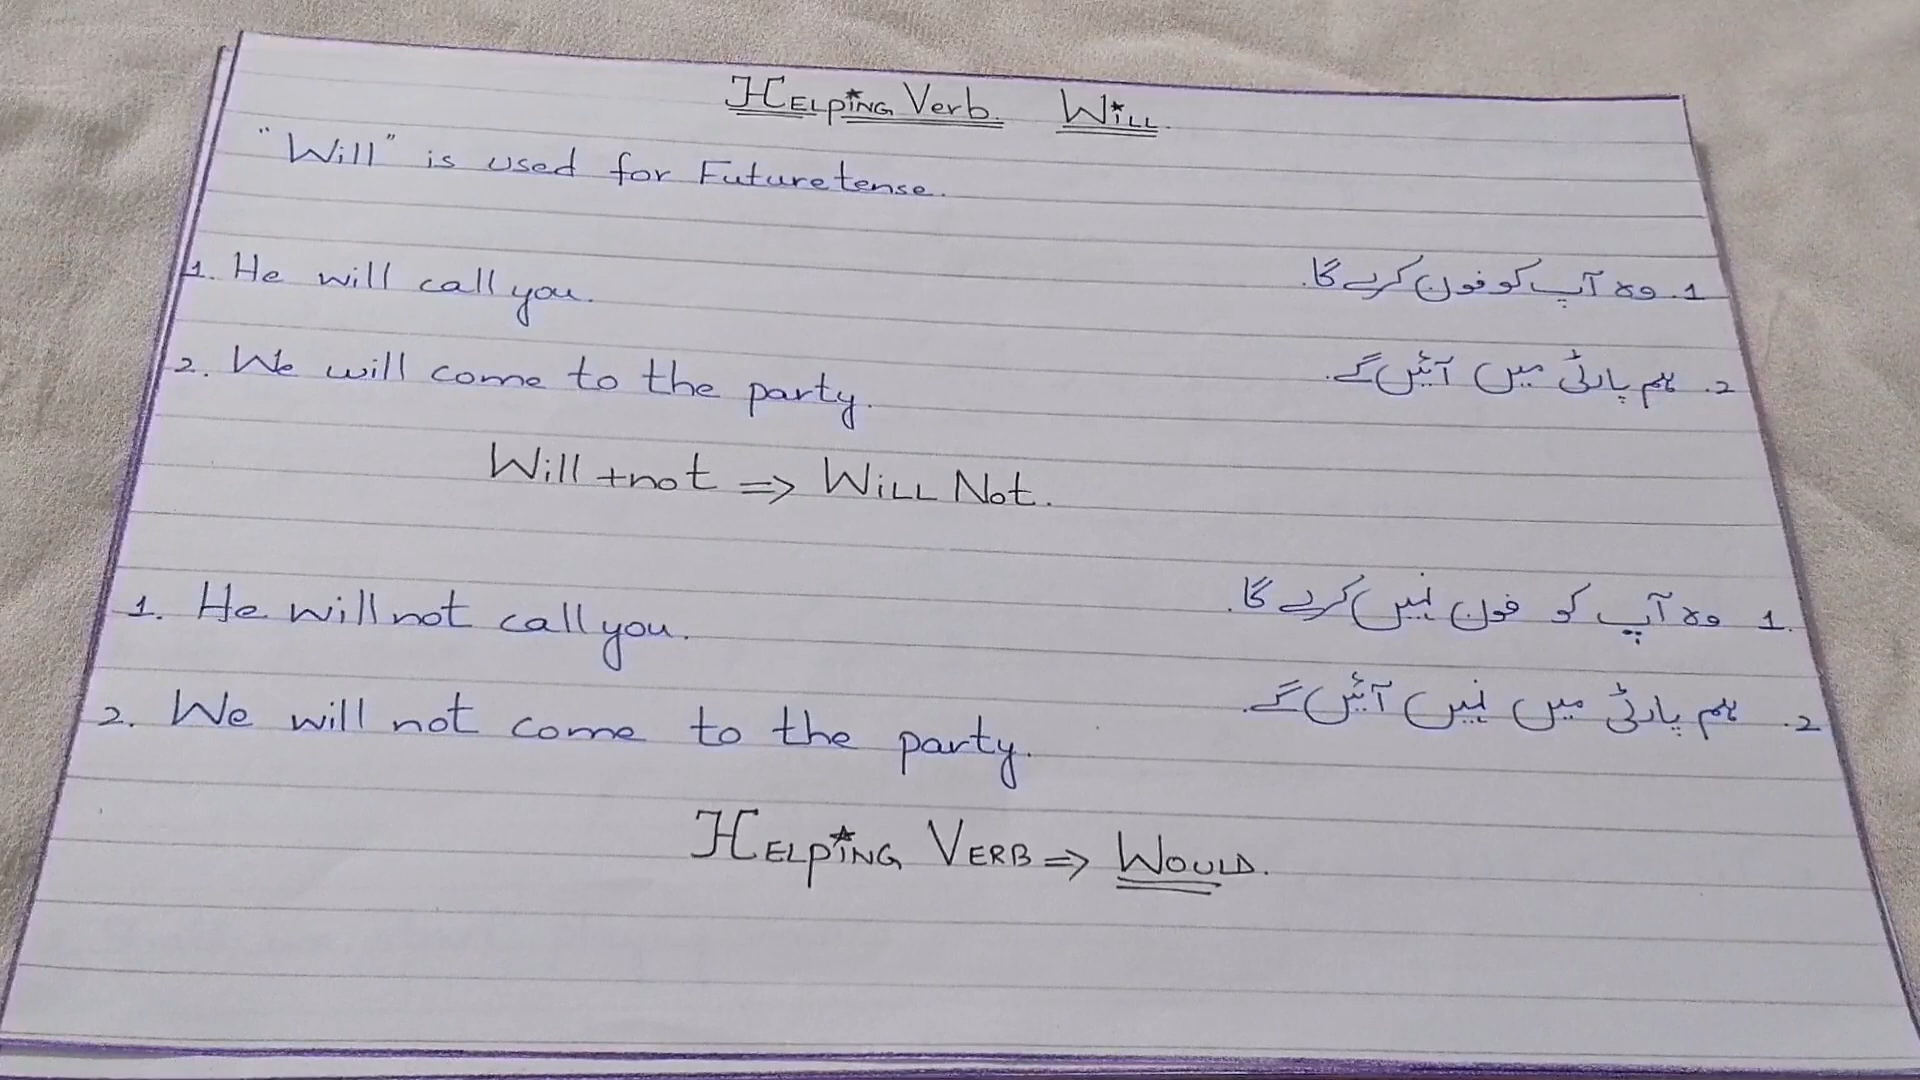 HELPING Verb. WILL.
"Will" is used for Future tense.
1. He will call you. 1. وہ آپ کو فون کرے گا.
2. We will come to the party. 2. ہم پارٹی میں آئیں گے.
Will +not => WILL NOT.
1. He will not call you. 1. وہ آپ کو فون نہیں کرے گا.
2. We will not come to the party. 2. ہم پارٹی میں نہیں آئیں گے.
HELPING VERB => WOULD.